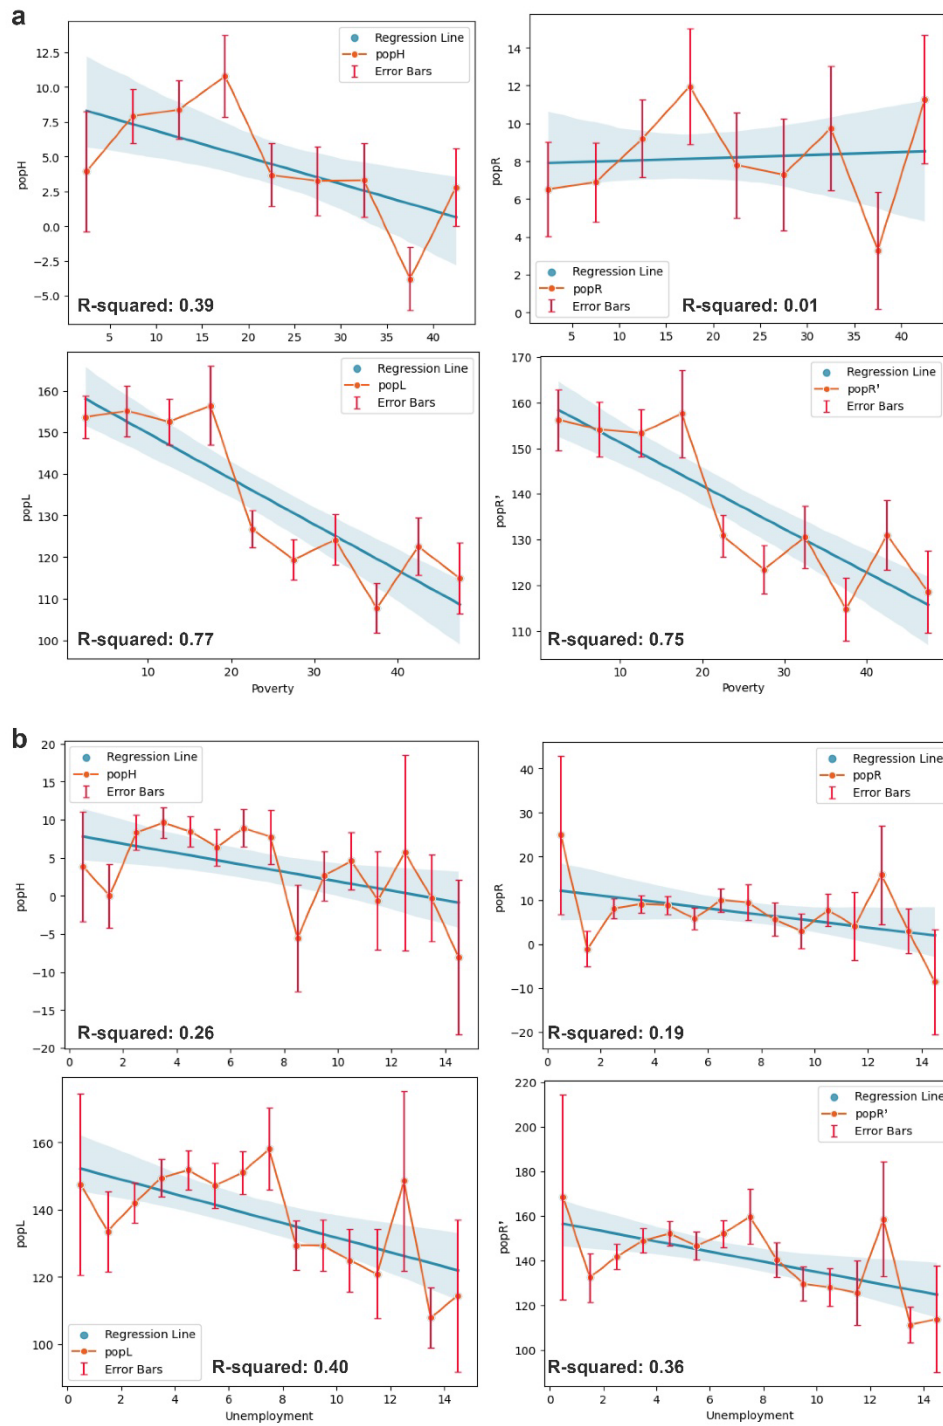 a
Regression Line
popH
Error Bars
12.5
10.0
7.5
5.0
2.5
0.0
−2.5
−5.0
popH
R-squared: 0.39
5 10 15 20 25 30 35 40
14
12
10
8
6
4
2
0
popR
Regression Line
popR
Error Bars
R-squared: 0.01
5 10 15 20 25 30 35 40
Regression Line
popL
Error Bars
160
150
140
130
120
110
100
popL
R-squared: 0.77
10 20 30 40
Poverty
Regression Line
popR'
Error Bars
170
160
150
140
130
120
110
popR'
R-squared: 0.75
10 20 30 40
b
Regression Line
popH
Error Bars
20
15
10
5
0
−5
−10
−15
−20
popH
R-squared: 0.26
0 2 4 6 8 10 12 14
Regression Line
popR
Error Bars
40
30
20
10
0
−10
−20
popR
R-squared: 0.19
0 2 4 6 8 10 12 14
160
140
120
100
popL
Regression Line
popL
Error Bars
R-squared: 0.40
0 2 4 6 8 10 12 14
Unemployment
Regression Line
popR'
Error Bars
220
200
180
160
140
120
100
popR'
R-squared: 0.36
0 2 4 6 8 10 12 14
Unemployment